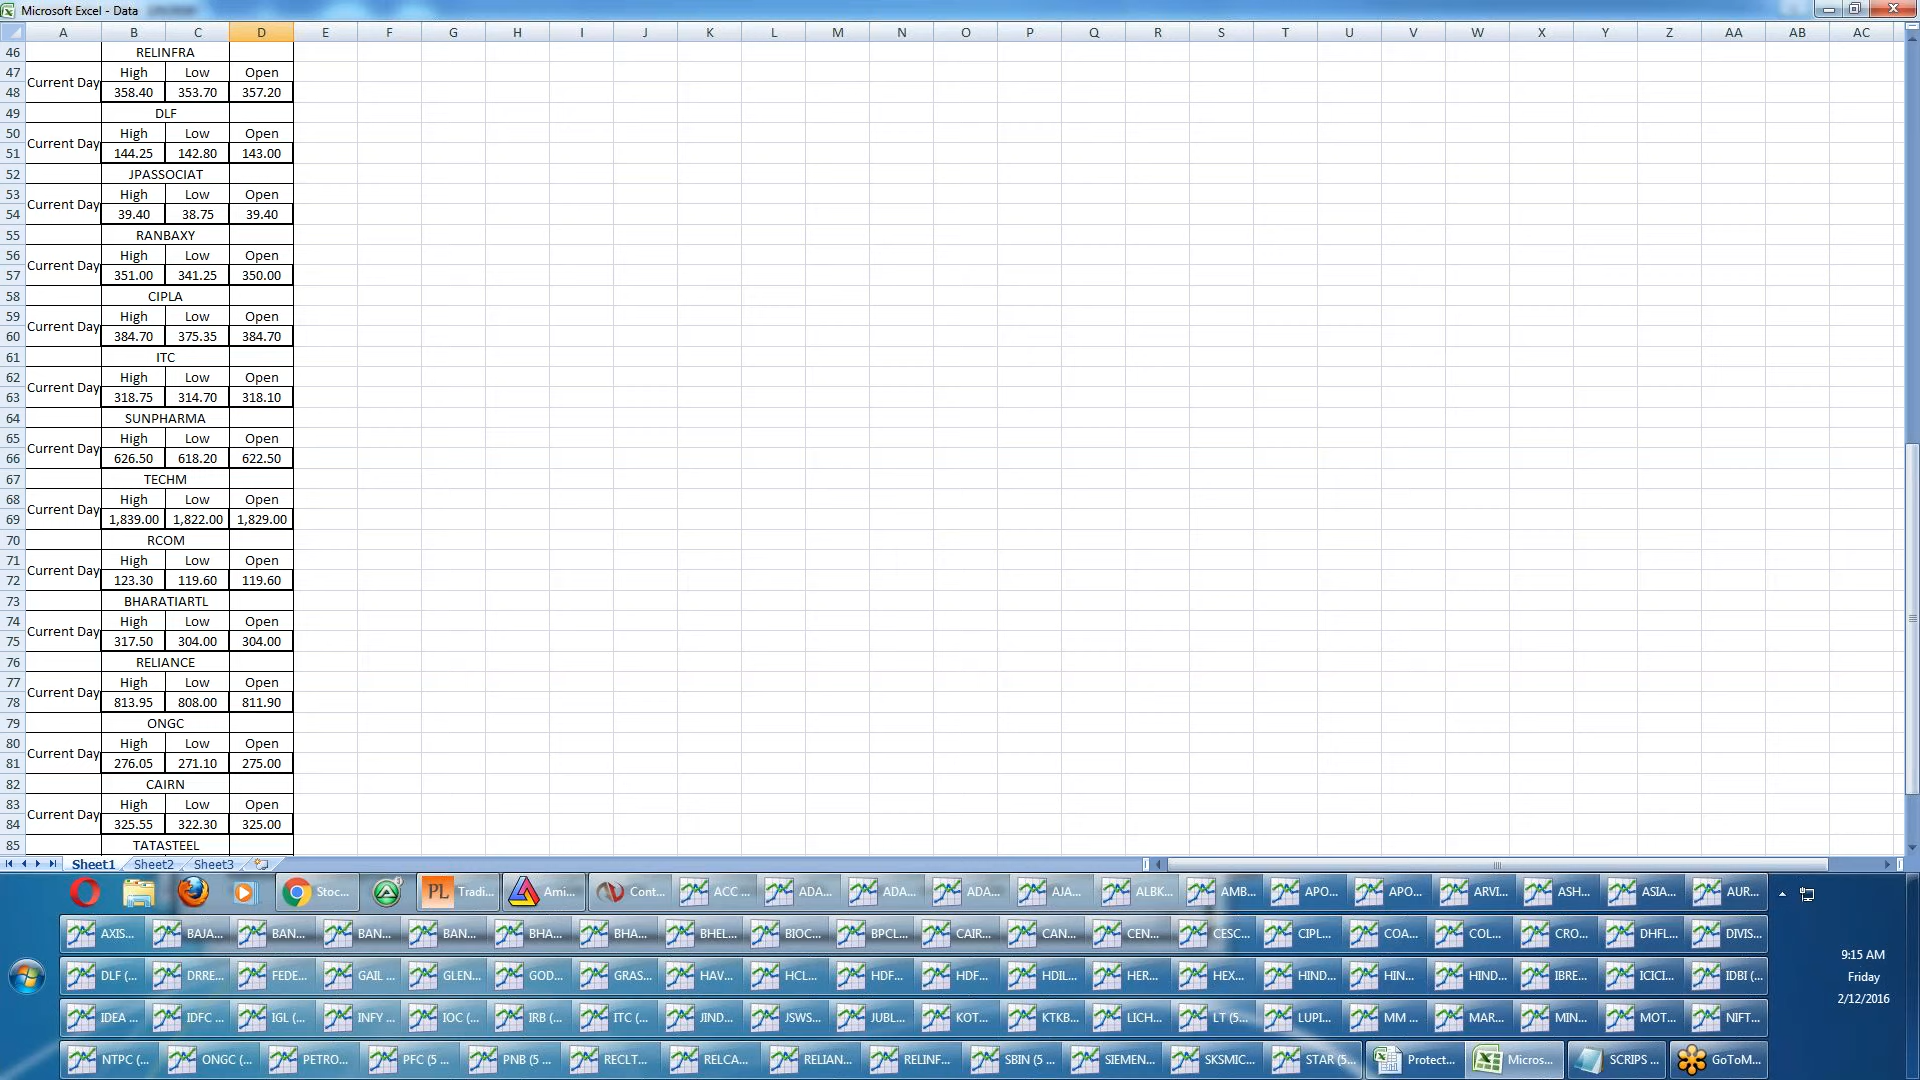 Microsoft Excel - Data
A B C D E F G H I J K L M N O P Q R S T U V W X Y Z AA AB AC
46 RELINFRA
47 High Low Open
Current Day
48 358.40 353.70 357.20
49 DLF
50 High Low Open
Current Day
51 144.25 142.80 143.00
52 JPASSOCIAT
53 High Low Open
Current Day
54 39.40 38.75 39.40
55 RANBAXY
56 High Low Open
Current Day
57 351.00 341.25 350.00
58 CIPLA
59 High Low Open
Current Day
60 384.70 375.35 384.70
61 ITC
62 High Low Open
Current Day
63 318.75 314.70 318.10
64 SUNPHARMA
65 High Low Open
Current Day
66 626.50 618.20 622.50
67 TECHM
68 High Low Open
Current Day
69 1,839.00 1,822.00 1,829.00
70 RCOM
71 High Low Open
Current Day
72 123.30 119.60 119.60
73 BHARATIARTL
74 High Low Open
Current Day
75 317.50 304.00 304.00
76 RELIANCE
77 High Low Open
Current Day
78 813.95 808.00 811.90
79 ONGC
80 High Low Open
Current Day
81 276.05 271.10 275.00
82 CAIRN
83 High Low Open
Current Day
84 325.55 322.30 325.00
85 TATASTEEL
Sheet1 Sheet2 Sheet3
Stoc... PL Tradi... Ami... Cont... ACC ... ADA... ADA... ADA... AJA... ALBK... AMB... APO... APO... ARVI... ASH... ASIA... AUR...
AXIS... BAJA... BAN... BAN... BAN... BHA... BHA... BHEL... BIOC... BPCL... CAIR... CAN... CEN... CESC... CIPL... COA... COL... CRO... DHFL... DIVIS...
DLF (... DRRE... FEDE... GAIL ... GLEN... GOD... GRAS... HAV... HCL... HDF... HDF... HDIL... HER... HEX... HIND... HIN... HIND... IBRE... ICICI... IDBI (...
IDEA ... IDFC ... IGL (... INFY ... IOC (... IRB (... ITC (... JIND... JSWS... JUBL... KOT... KTKB... LICH... LT (5... LUPI... MM ... MAR... MIN... MOT... NIFT...
NTPC (... ONGC (... PETRO... PFC (5 ... PNB (5 ... RECLT... RELCA... RELIAN... RELINF... SBIN (5 ... SIEMEN... SKSMIC... STAR (5... Protect... Micros... SCRIPS ... GoToM...
9:15 AM
Friday
2/12/2016